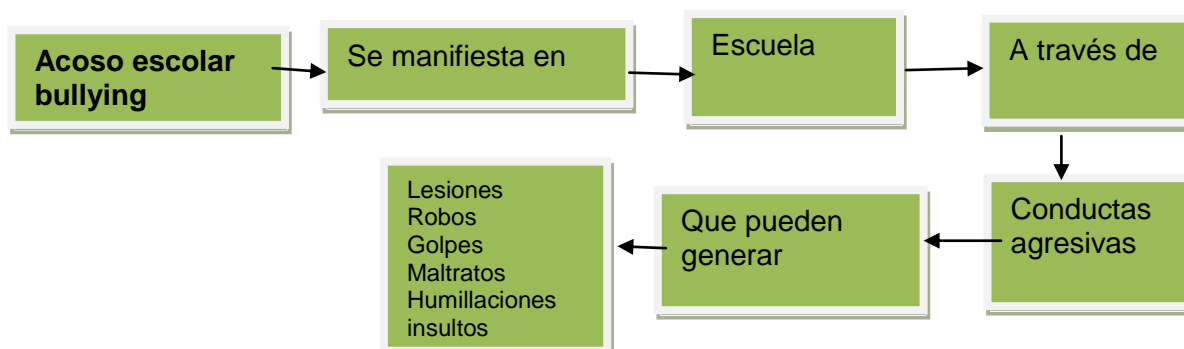 Acoso escolar
bullying
Se manifiesta en
Escuela
A través de
Conductas
agresivas
Que pueden
generar
Lesiones
Robos
Golpes
Maltratos
Humillaciones
insultos